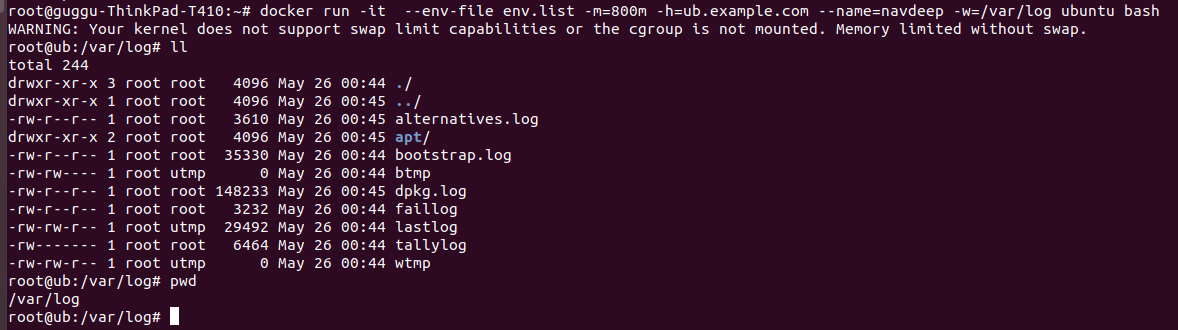 root@guggu-ThinkPad-T410:~# docker run -it  --env-file env.list -m=800m -h=ub.example.com --name=navdeep -w=/var/log ubuntu bash
WARNING: Your kernel does not support swap limit capabilities or the cgroup is not mounted. Memory limited without swap.
root@ub:/var/log# ll
total 244
drwxr-xr-x 3 root root   4096 May 26 00:44 ./
drwxr-xr-x 1 root root   4096 May 26 00:45 ../
-rw-r--r-- 1 root root   3610 May 26 00:45 alternatives.log
drwxr-xr-x 2 root root   4096 May 26 00:45 apt/
-rw-r--r-- 1 root root  35330 May 26 00:44 bootstrap.log
-rw-rw---- 1 root utmp      0 May 26 00:44 btmp
-rw-r--r-- 1 root root 148233 May 26 00:45 dpkg.log
-rw-r--r-- 1 root root   3232 May 26 00:44 faillog
-rw-rw-r-- 1 root utmp  29492 May 26 00:44 lastlog
-rw------- 1 root root   6464 May 26 00:44 tallylog
-rw-rw-r-- 1 root utmp      0 May 26 00:44 wtmp
root@ub:/var/log# pwd
/var/log
root@ub:/var/log#